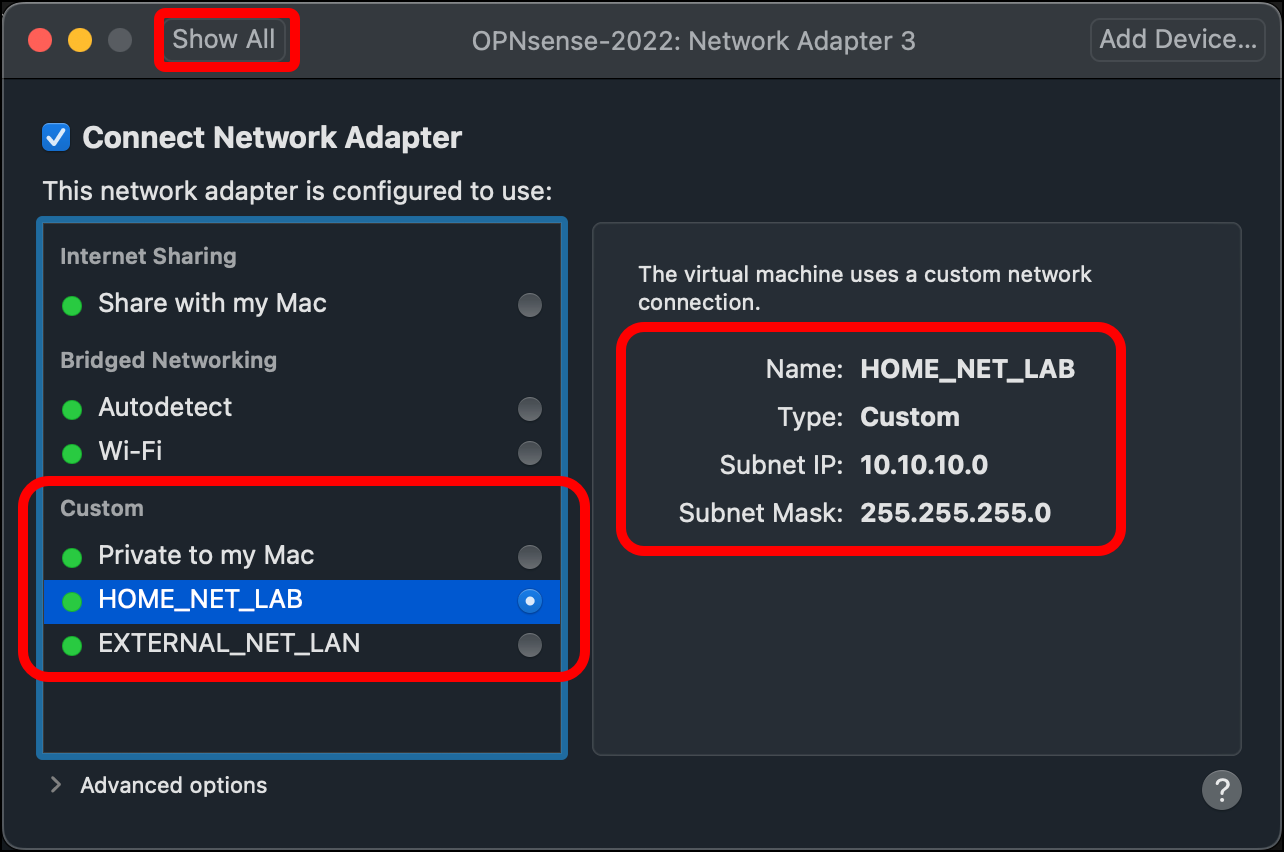 Show All
OPNsense-2022: Network Adapter 3
Add Device...
Connect Network Adapter
This network adapter is configured to use:
Internet Sharing
Share with my Mac
Bridged Networking
Autodetect
Wi-Fi
Custom
Private to my Mac
HOME_NET_LAB
EXTERNAL_NET_LAN
The virtual machine uses a custom network
connection.
Name: HOME_NET_LAB
Type: Custom
Subnet IP: 10.10.10.0
Subnet Mask: 255.255.255.0
Advanced options
?